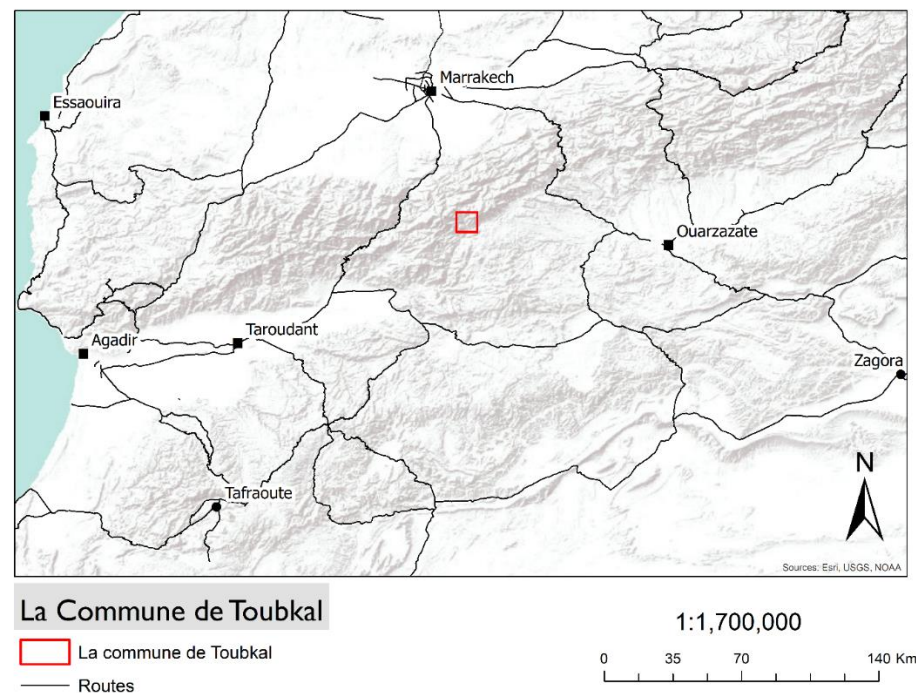 Marrakech
Essaouira
Ouarzazate
Agadir
Taroudant
Zagora
N
Tafraoute
Sources: Esri, USGS, NOAA
La Commune de Toubkal
1:1,700,000
La commune de Toubkal
0 35 70 140 Km
Routes